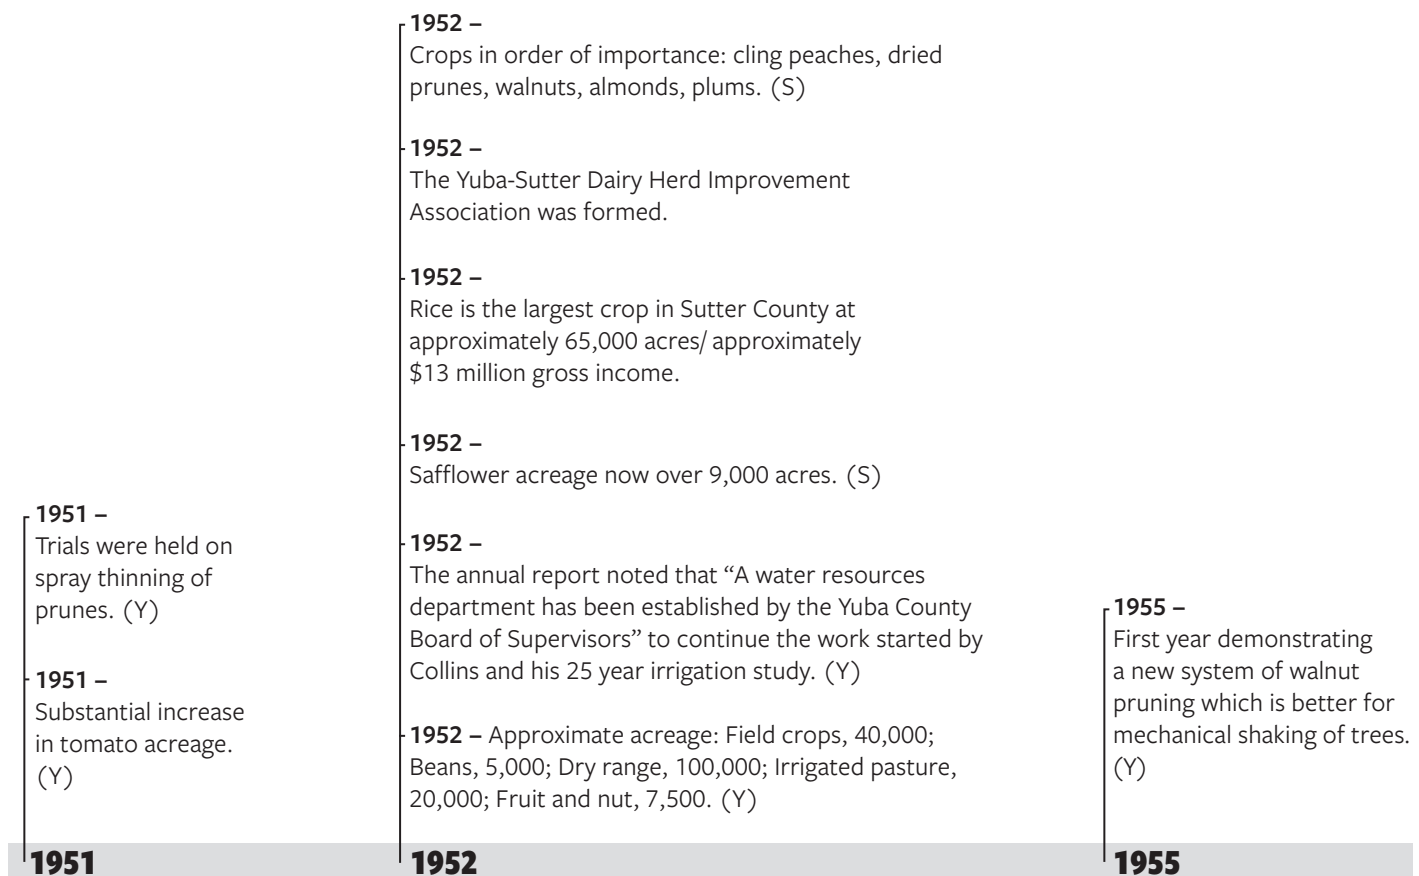 1951 –
Trials were held on
spray thinning of
prunes. (Y)
1951 –
Substantial increase
in tomato acreage.
(Y)
1951
1952 –
Crops in order of importance: cling peaches, dried
prunes, walnuts, almonds, plums. (S)
1952 –
The Yuba-Sutter Dairy Herd Improvement
Association was formed.
1952 –
Rice is the largest crop in Sutter County at
approximately 65,000 acres/ approximately
$13 million gross income.
1952 –
Safflower acreage now over 9,000 acres. (S)
1952 –
The annual report noted that “A water resources
department has been established by the Yuba County
Board of Supervisors” to continue the work started by
Collins and his 25 year irrigation study. (Y)
1952 – Approximate acreage: Field crops, 40,000;
Beans, 5,000; Dry range, 100,000; Irrigated pasture,
20,000; Fruit and nut, 7,500. (Y)
1952
1955 –
First year demonstrating
a new system of walnut
pruning which is better for
mechanical shaking of trees.
(Y)
1955